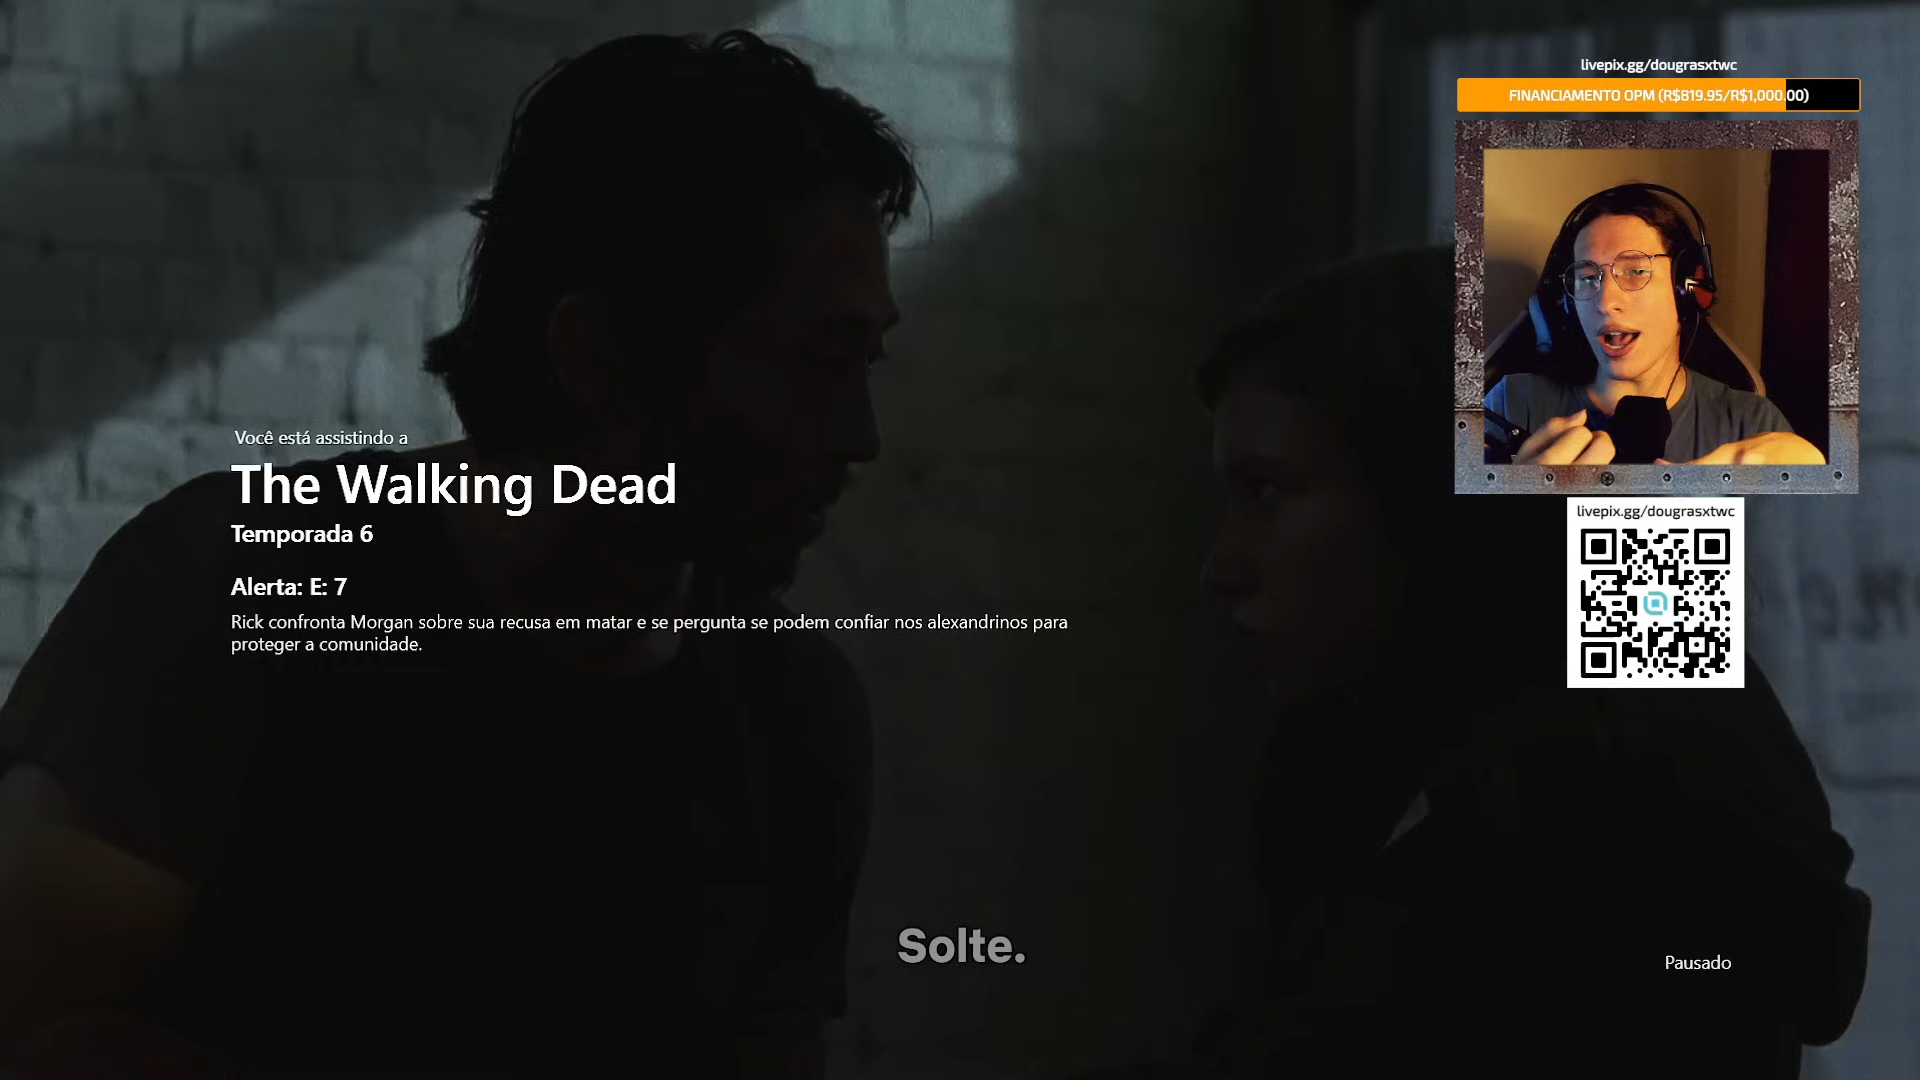 livepix.gg/dougrasxtwc
FINANCIAMENTO OPM (R$819.95/R$1,000.00)
livepix.gg/dougrasxtwc
Você está assistindo a
The Walking Dead
Temporada 6
Alerta: E: 7
Rick confronta Morgan sobre sua recusa em matar e se pergunta se podem confiar nos alexandrinos para
proteger a comunidade.
Solte.
Pausado